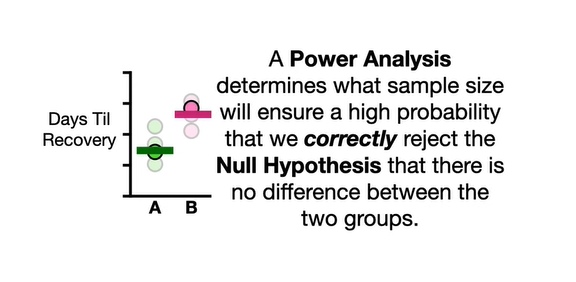 A Power Analysis
determines what sample size
will ensure a high probability
that we correctly reject the
Null Hypothesis that there is
no difference between the
two groups.
Days Til
Recovery
A B